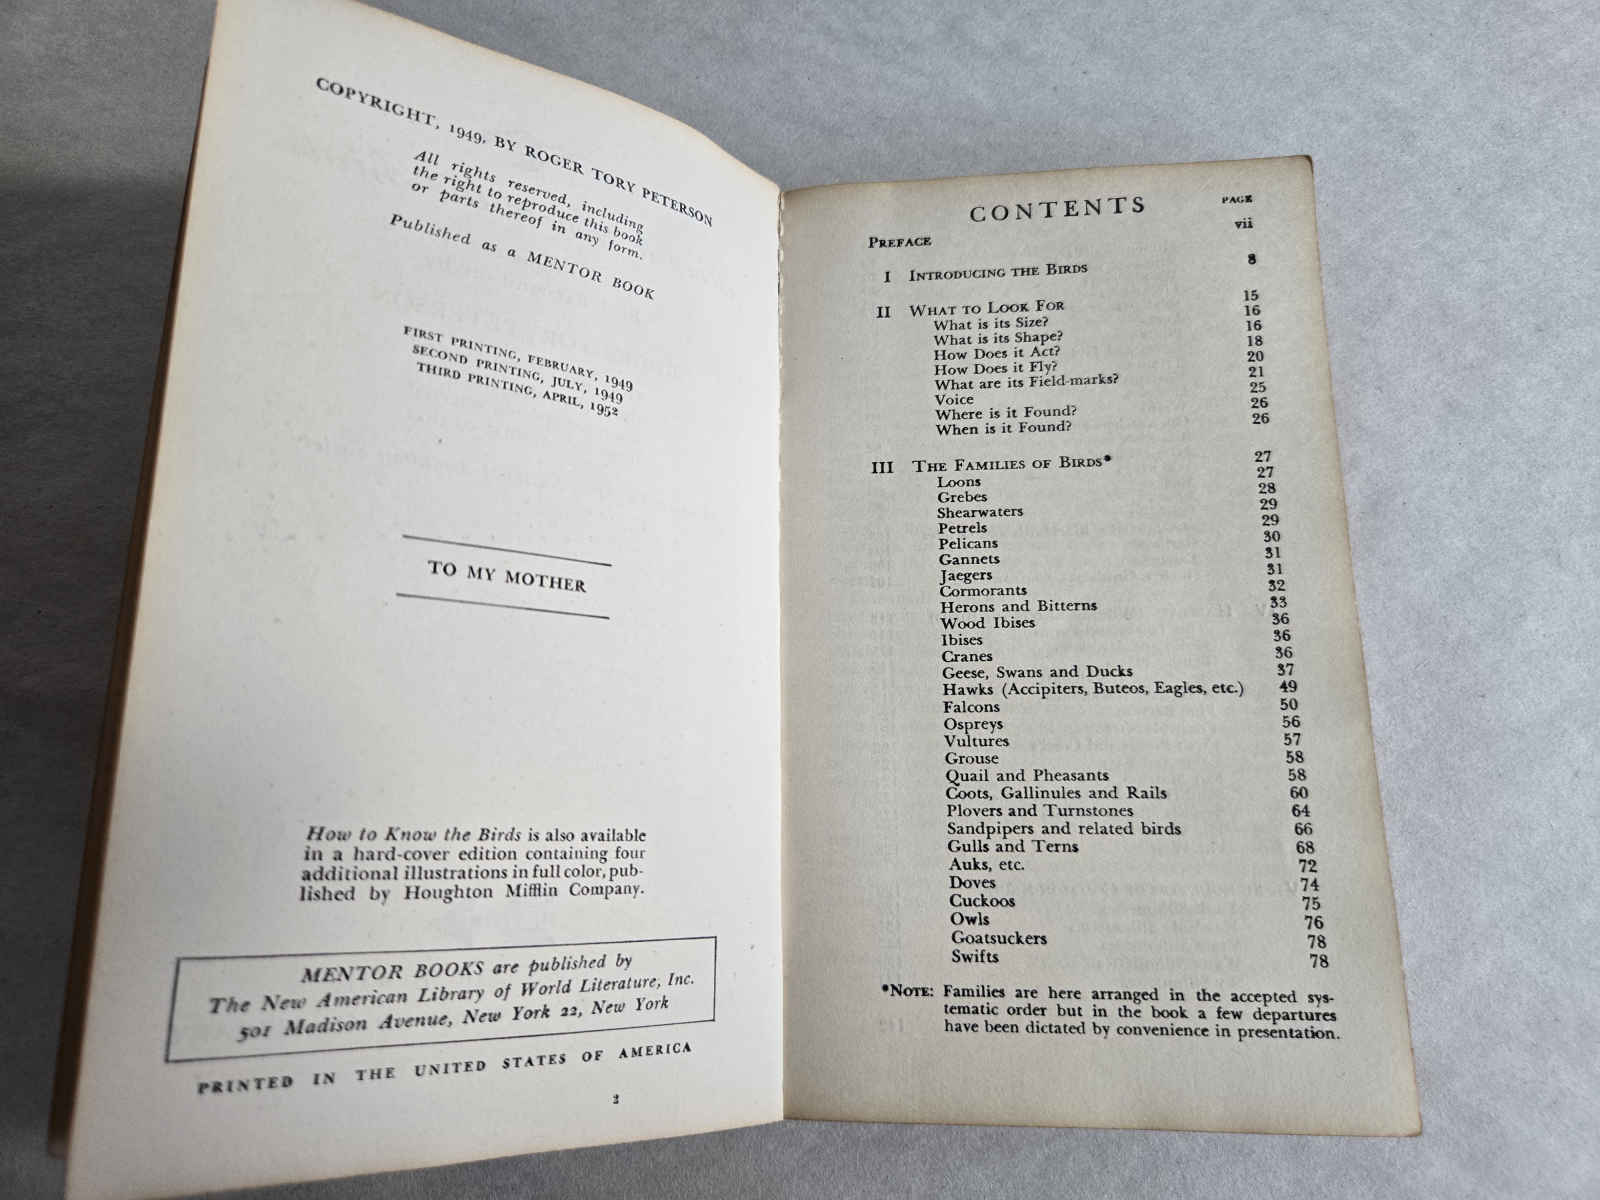 COPYRIGHT, 1949, BY ROGER TORY PETERSON
All rights reserved, including
the right to reproduce this book
or parts thereof in any form.
Published as a MENTOR BOOK
FIRST PRINTING, FEBRUARY, 1949
SECOND PRINTING, JULY, 1949
THIRD PRINTING, APRIL, 1952
TO MY MOTHER
How to Know the Birds is also available
in a hard-cover edition containing four
additional illustrations in full color, pub-
lished by Houghton Mifflin Company.
MENTOR BOOKS are published by
The New American Library of World Literature, Inc.
501 Madison Avenue, New York 22, New York
PRINTED IN THE UNITED STATES OF AMERICA
2
CONTENTS
PAGE
PREFACE vii
I INTRODUCING THE BIRDS 8
II WHAT TO LOOK FOR 15
What is its Size? 16
What is its Shape? 16
How Does it Act? 18
How Does it Fly? 20
What are its Field-marks? 21
Voice 25
Where is it Found? 26
When is it Found? 26
III THE FAMILIES OF BIRDS* 27
Loons 27
Grebes 28
Shearwaters 29
Petrels 29
Pelicans 30
Gannets 31
Jaegers 31
Cormorants 32
Herons and Bitterns 33
Wood Ibises 36
Ibises 36
Cranes 36
Geese, Swans and Ducks 37
Hawks (Accipiters, Buteos, Eagles, etc.) 49
Falcons 50
Ospreys 56
Vultures 57
Grouse 58
Quail and Pheasants 58
Coots, Gallinules and Rails 60
Plovers and Turnstones 64
Sandpipers and related birds 66
Gulls and Terns 68
Auks, etc. 72
Doves 74
Cuckoos 75
Owls 76
Goatsuckers 78
Swifts 78
*NOTE: Families are here arranged in the accepted sys-
tematic order but in the book a few departures
have been dictated by convenience in presentation.